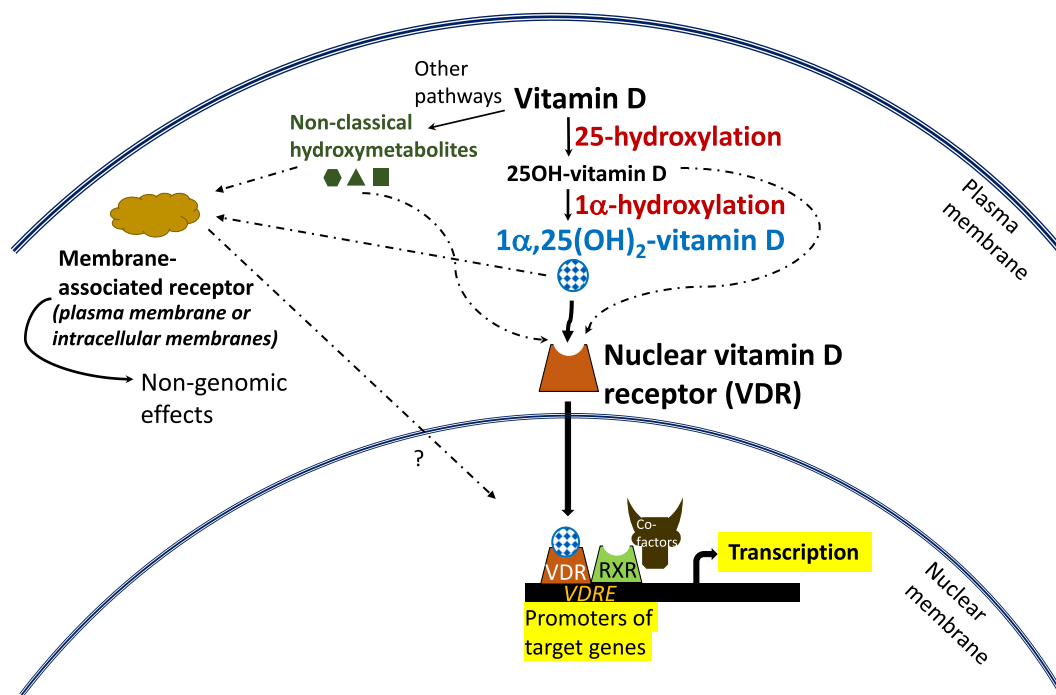 Other
pathways
Vitamin D
Non-classical
hydroxymetabolites
25-hydroxylation
25OH-vitamin D
1α-hydroxylation
1α,25(OH)₂-vitamin D
Plasma
membrane
Membrane-
associated receptor
(plasma membrane or
intracellular membranes)
Non-genomic
effects
Nuclear vitamin D
receptor (VDR)
?
Co-
factors
VDR
RXR
VDRE
Transcription
Promoters of
target genes
Nuclear
membrane